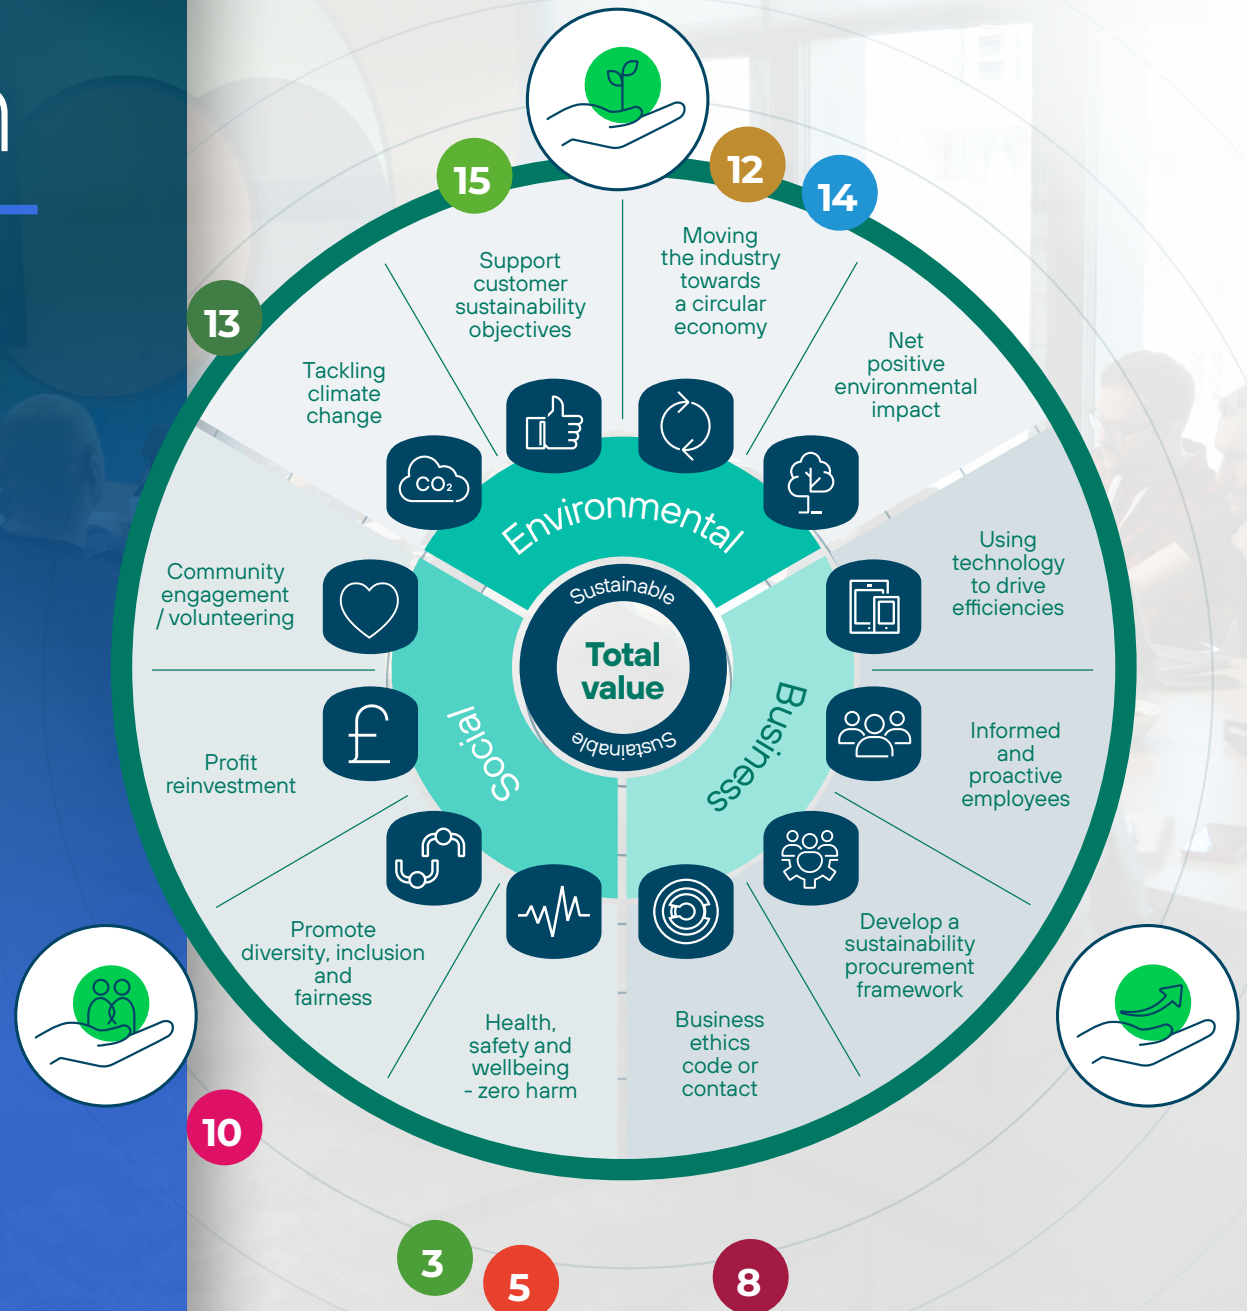 15
12
14
13
Support
customer
sustainability
objectives
Moving
the industry
towards
a circular
economy
Tackling
climate
change
Net
positive
environmental
impact
CO₂
Environmental
Community
engagement
/ volunteering
Using
technology
to drive
efficiencies
Sustainable
Total
value
Sustainable
Social
Business
£
Profit
reinvestment
Informed
and
proactive
employees
Promote
diversity, inclusion
and
fairness
Develop a
sustainability
procurement
framework
Health,
safety and
wellbeing
- zero harm
Business
ethics
code or
contact
10
3
5
8